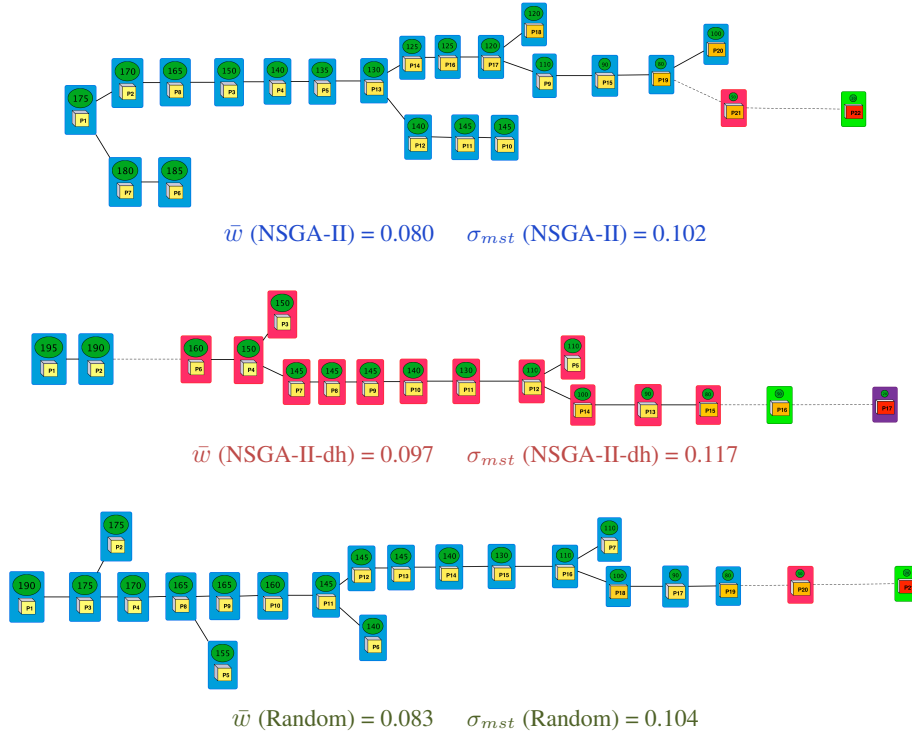 175
P1
170
P2
165
P8
150
P3
140
P4
135
P5
130
P13
125
P14
125
P16
120
P17
120
P18
110
P9
90
P15
80
P19
100
P20
P21
P22
140
P12
145
P11
145
P10
180
P7
185
P6
w̄ (NSGA-II) = 0.080 σmst (NSGA-II) = 0.102
195
P1
190
P2
160
P6
150
P4
150
P3
145
P7
145
P8
145
P9
140
P10
130
P11
110
P12
110
P5
100
P14
90
P13
80
P15
P16
P17
w̄ (NSGA-II-dh) = 0.097 σmst (NSGA-II-dh) = 0.117
190
P1
175
P3
175
P2
170
P4
165
P8
155
P5
165
P9
160
P10
145
P11
140
P6
145
P12
145
P13
140
P14
130
P15
110
P16
110
P7
100
P18
90
P17
80
P19
P20
w̄ (Random) = 0.083 σmst (Random) = 0.104